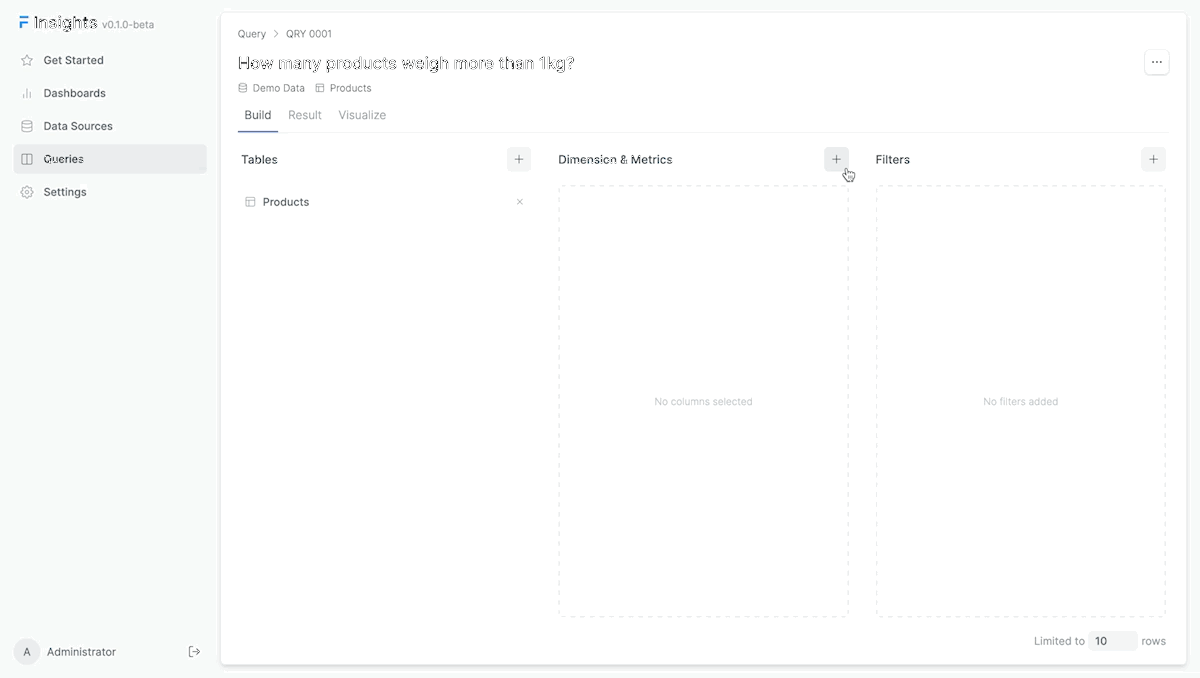 Insights v0.1.0-beta
Get Started
Dashboards
Data Sources
Queries
Settings
A Administrator
Query > QRY 0001
How many products weigh more than 1kg?
Demo Data Products
Build Result Visualize
Tables
Products
Dimension & Metrics
No columns selected
Filters
No filters added
Limited to 10 rows